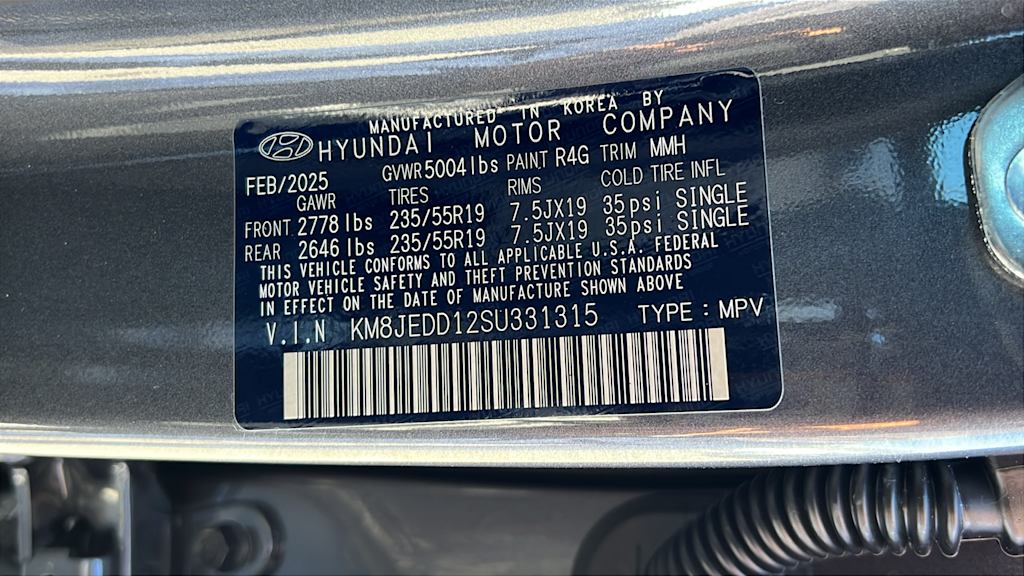 MANUFACTURED IN KOREA BY
HYUNDAI MOTOR COMPANY
FEB/2025 GVWR 5004 lbs PAINT R4G TRIM MMH
GAWR TIRES RIMS COLD TIRE INFL
FRONT 2778 lbs 235/55R19 7.5JX19 35 psi SINGLE
REAR 2646 lbs 235/55R19 7.5JX19 35 psi SINGLE
THIS VEHICLE CONFORMS TO ALL APPLICABLE U.S.A. FEDERAL
MOTOR VEHICLE SAFETY AND THEFT PREVENTION STANDARDS
IN EFFECT ON THE DATE OF MANUFACTURE SHOWN ABOVE
V.I.N KM8JEDD12SU331315 TYPE : MPV